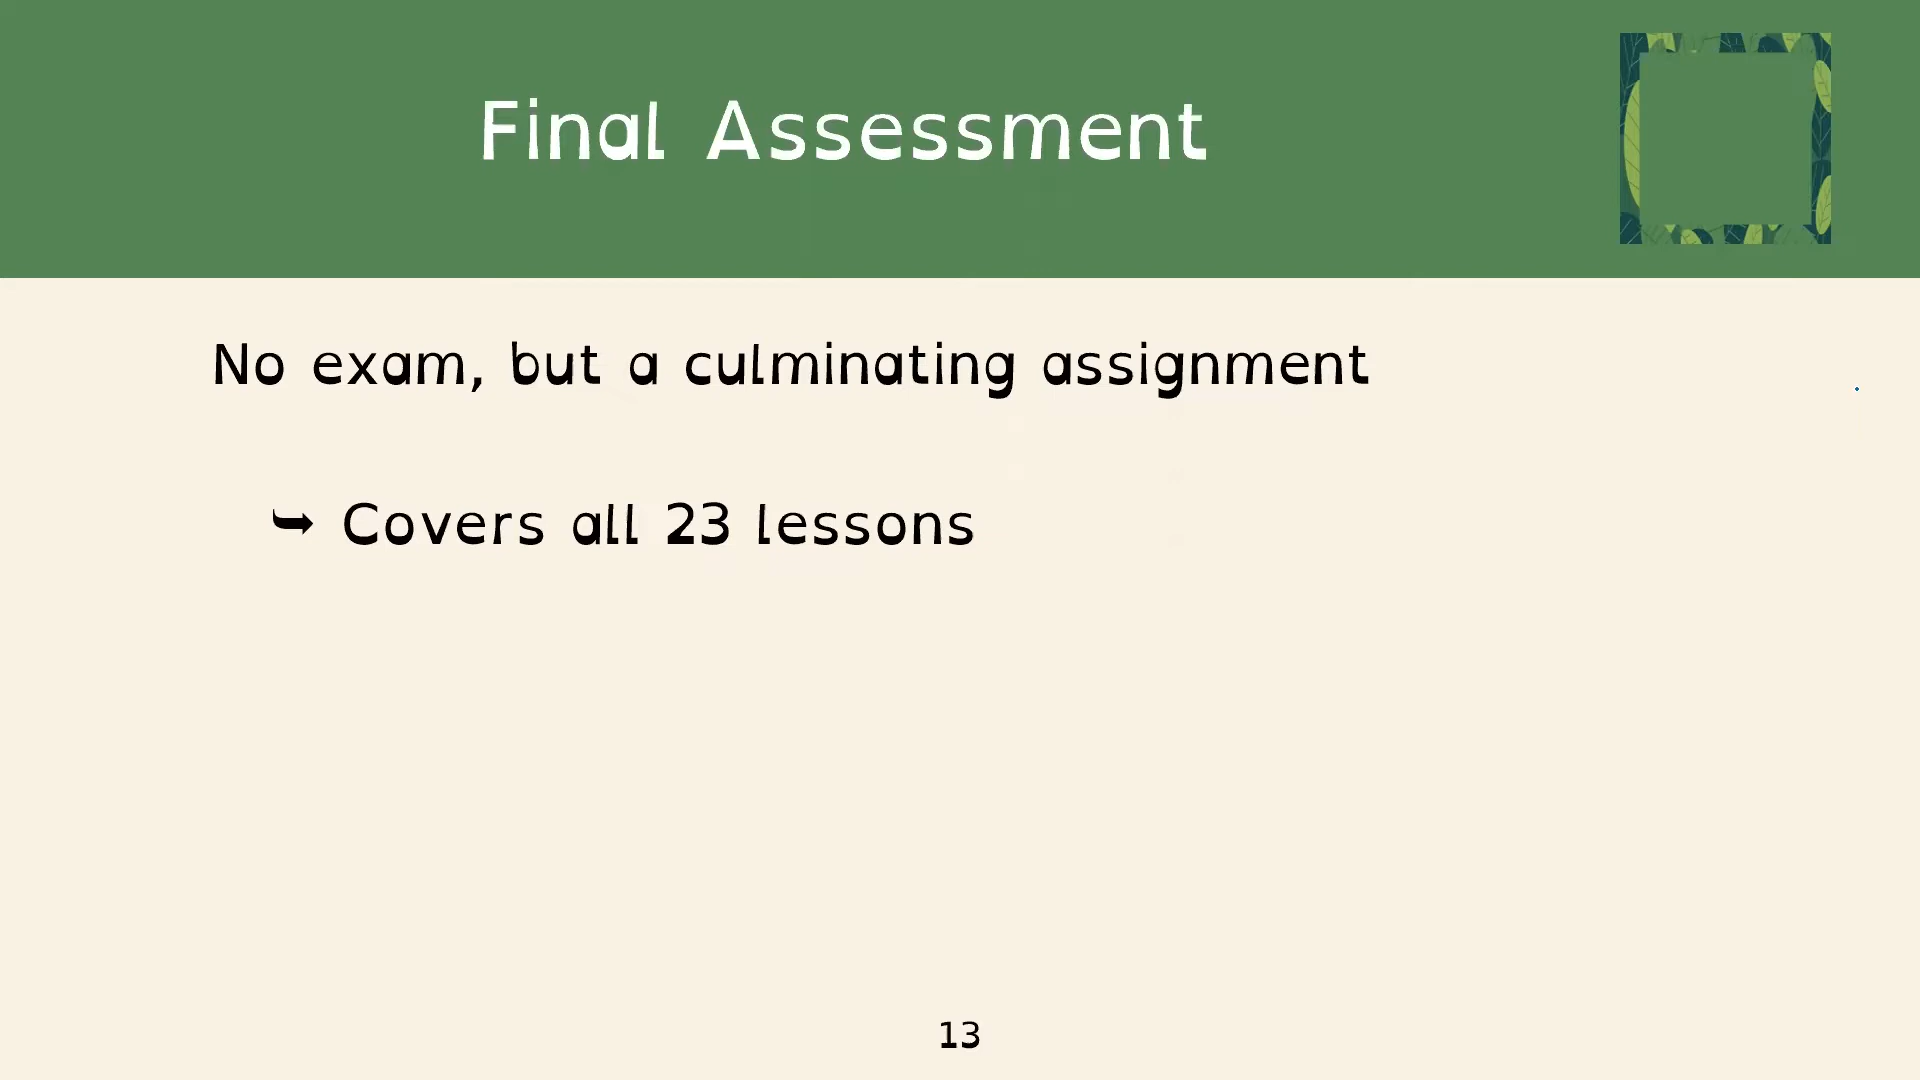 Final Assessment
No exam, but a culminating assignment
➥ Covers all 23 lessons
13